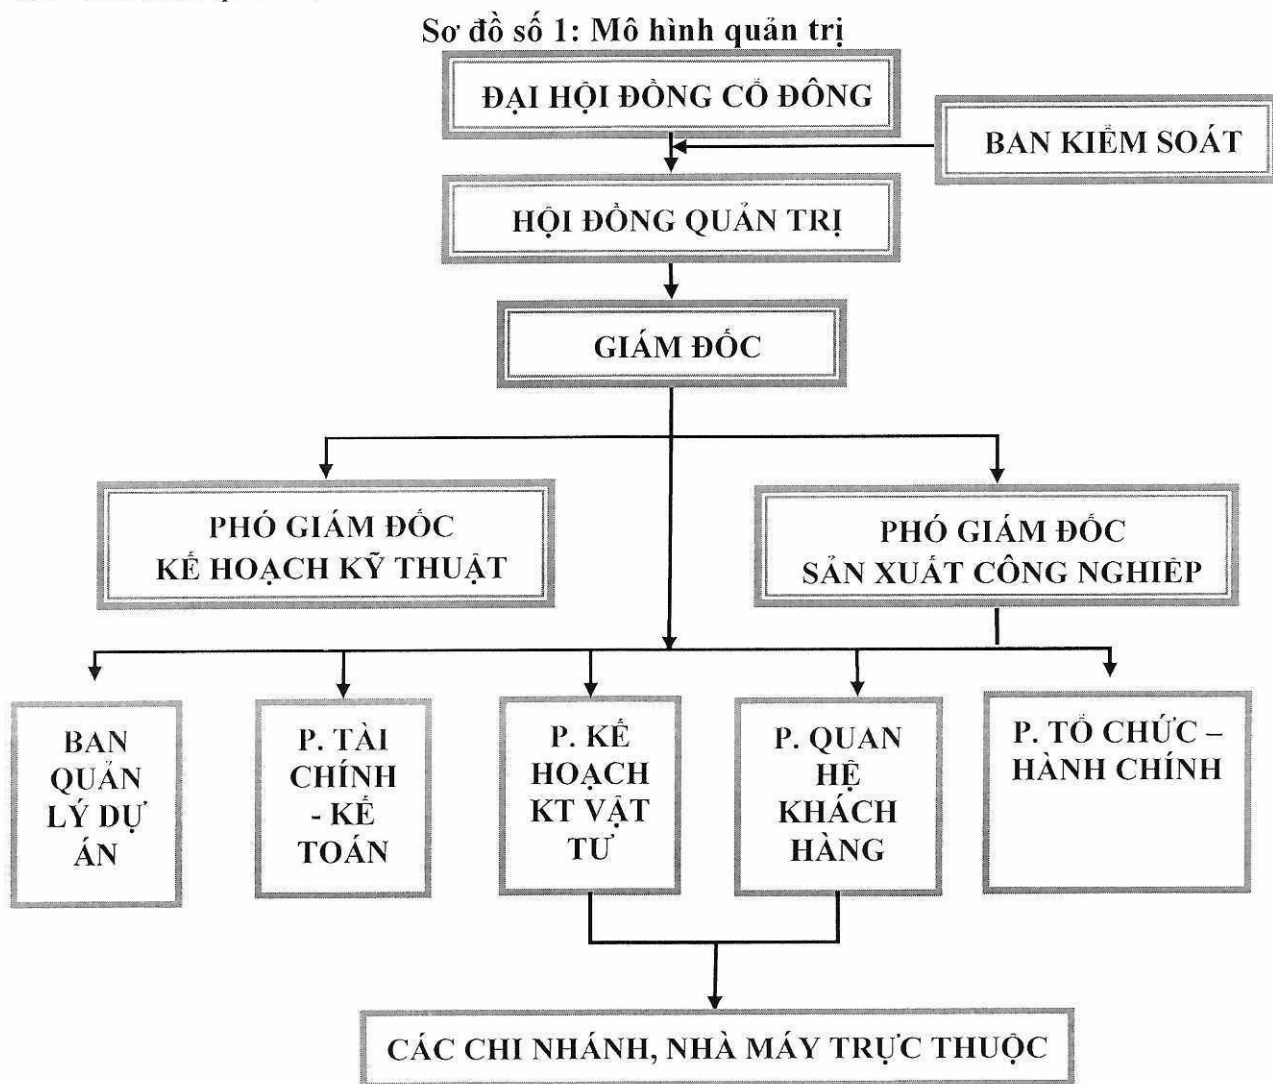 Sơ đồ số 1: Mô hình quản trị
ĐẠI HỘI ĐỒNG CỔ ĐÔNG
BAN KIỂM SOÁT
HỘI ĐỒNG QUẢN TRỊ
GIÁM ĐỐC
PHÓ GIÁM ĐỐC
KẾ HOẠCH KỸ THUẬT
PHÓ GIÁM ĐỐC
SẢN XUẤT CÔNG NGHIỆP
BAN
QUẢN
LÝ DỰ
ÁN
P. TÀI
CHÍNH
- KẾ
TOÁN
P. KẾ
HOẠCH
KT VẬT
TƯ
P. QUAN
HỆ
KHÁCH
HÀNG
P. TỔ CHỨC –
HÀNH CHÍNH
CÁC CHI NHÁNH, NHÀ MÁY TRỰC THUỘC